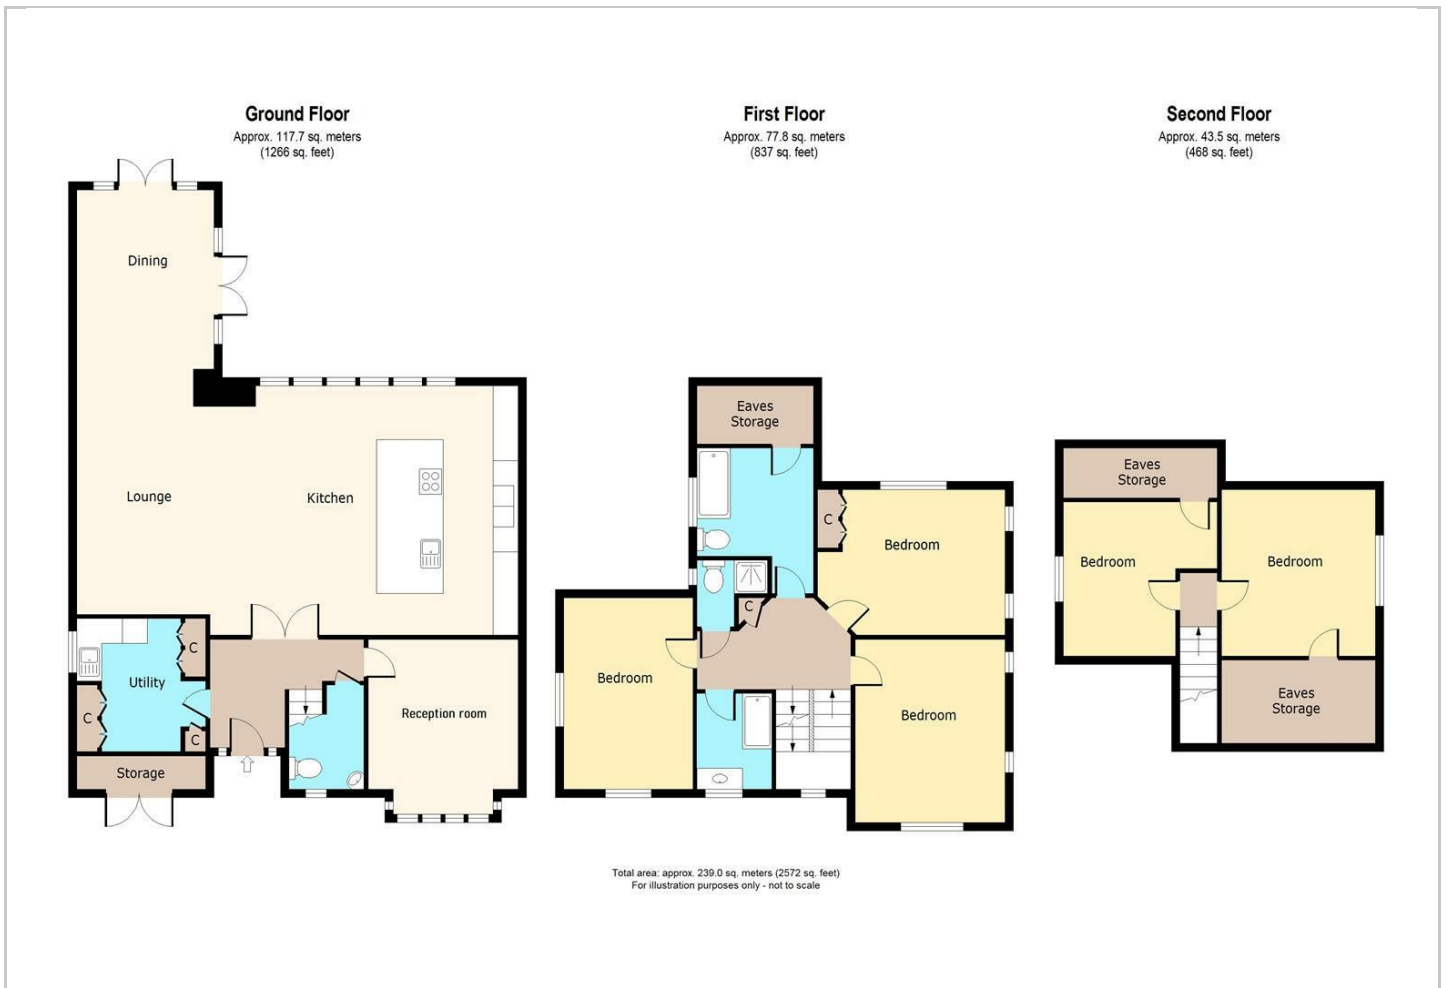 Ground Floor
Approx. 117.7 sq. meters
(1266 sq. feet)
Dining
Lounge
Kitchen
Utility
C
C
C
Storage
Reception room
First Floor
Approx. 77.8 sq. meters
(837 sq. feet)
Eaves
Storage
C
Bedroom
C
Bedroom
Bedroom
Second Floor
Approx. 43.5 sq. meters
(468 sq. feet)
Eaves
Storage
Bedroom
Bedroom
Eaves
Storage
Total area: approx. 239.0 sq. meters (2572 sq. feet)
For illustration purposes only - not to scale